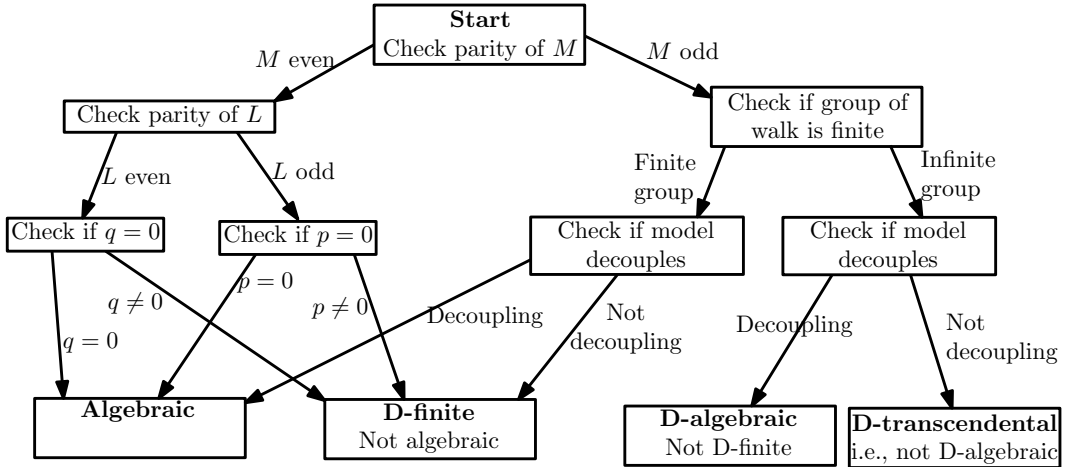 Start
Check parity of M
M even
M odd
Check parity of L
Check if group of
walk is finite
L even
L odd
Finite
group
Infinite
group
Check if q = 0
Check if p = 0
Check if model
decouples
Check if model
decouples
q = 0
q ≠ 0
p = 0
p ≠ 0
Decoupling
Not
decoupling
Decoupling
Not
decoupling
Algebraic
D-finite
Not algebraic
D-algebraic
Not D-finite
D-transcendental
i.e., not D-algebraic